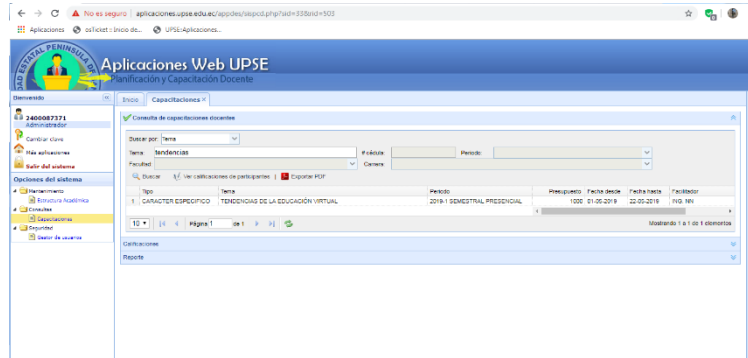 No es seguro | aplicaciones.upse.edu.ec/appdes/sispcd.php?sid=33&rid=503
Aplicaciones osTicket :: Inicio de... UPSE:Aplicaciones...
Aplicaciones Web UPSE
Planificación y Capacitación Docente
Bienvenido
Inicio Capacitaciones ×
2400087371
Administrador
Cambiar clave
Más aplicaciones
Salir del sistema
Opciones del sistema
Mantenimiento
Estructura Académica
Consultas
Capacitaciones
Seguridad
Gestor de usuarios
Consulta de capacitaciones docentes
Buscar por: Tema
Tema: tendencias # cédula: Periodo:
Facultad: Carrera:
Buscar Ver calificaciones de participantes | Exportar PDF
Tipo Tema Periodo Presupuesto Fecha desde Fecha hasta Facilitador
1 CARACTER ESPECIFICO TENDENCIAS DE LA EDUCACIÓN VIRTUAL 2019-1 SEMESTRAL PRESENCIAL 1000 01-05-2019 22-05-2019 ING. NN
10 Página 1 de 1 Mostrando 1 a 1 de 1 elementos
Calificaciones
Reporte